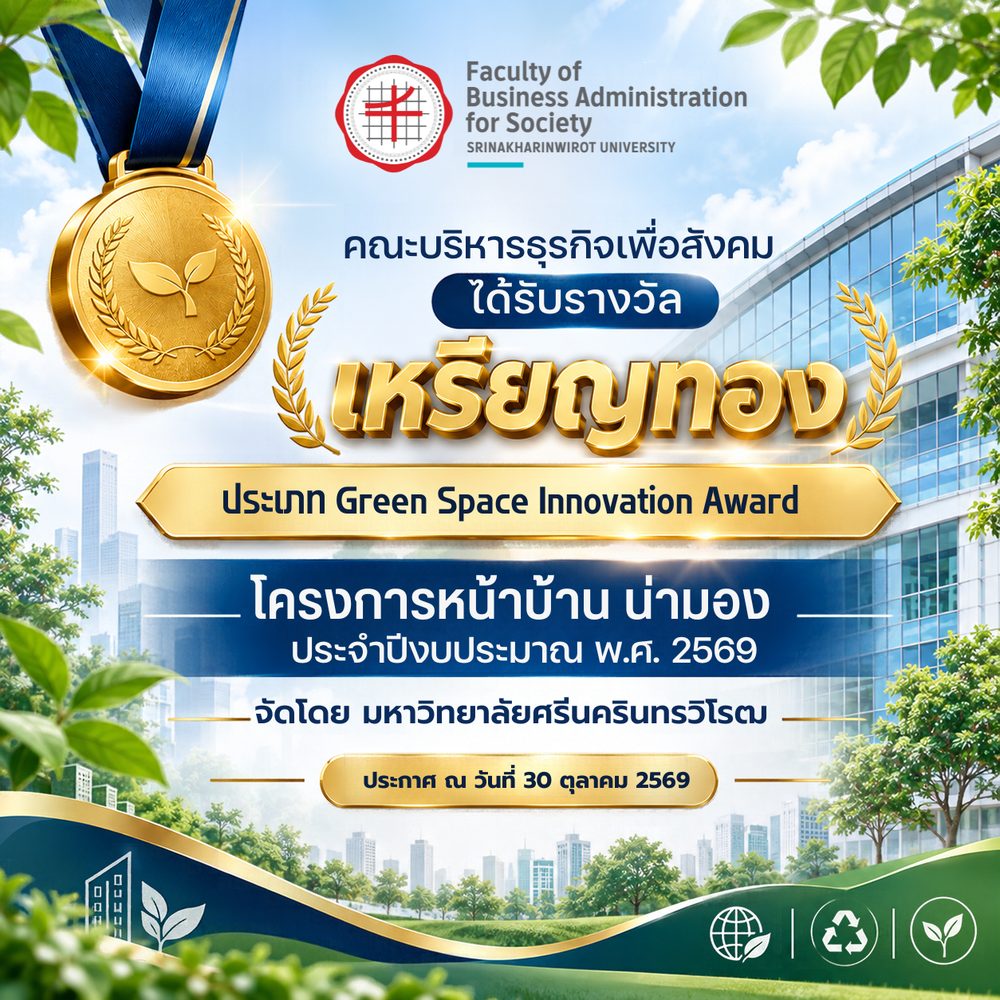 Faculty of
Business Administration
for Society
SRINAKHARINWIROT UNIVERSITY
คณะบริหารธุรกิจเพื่อสังคม
ได้รับรางวัล
เหรียญทอง
ประเภท Green Space Innovation Award
โครงการหน้าบ้าน น่ามอง
ประจำปีงบประมาณ พ.ศ. 2569
จัดโดย มหาวิทยาลัยศรีนครินทรวิโรฒ
ประกาศ ณ วันที่ 30 ตุลาคม 2569